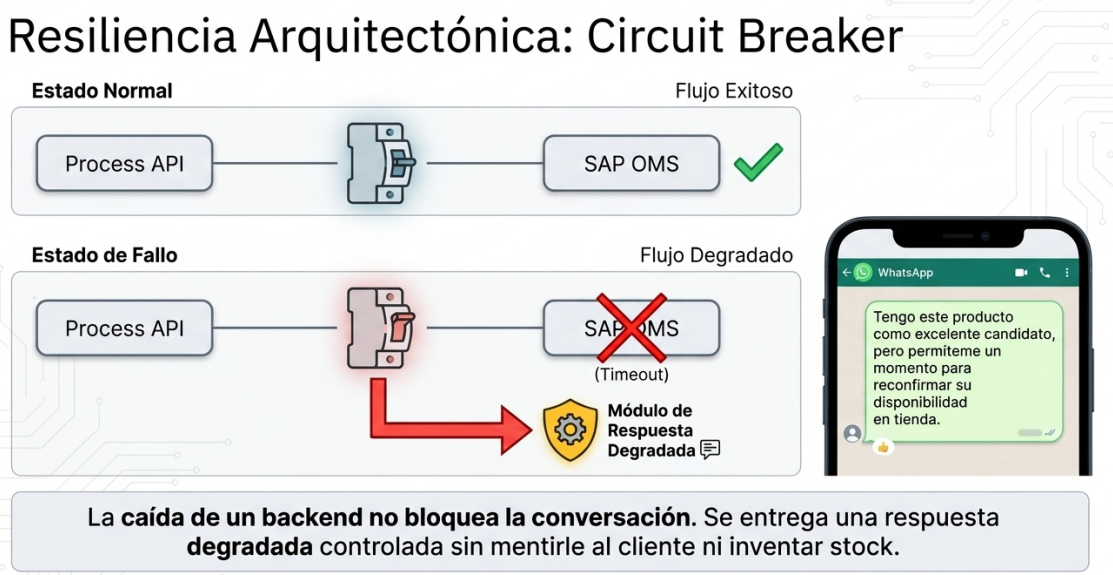 Resiliencia Arquitectónica: Circuit Breaker
Estado Normal
Flujo Exitoso
Process API
SAP OMS
Estado de Fallo
Flujo Degradado
Process API
SAP OMS
(Timeout)
Módulo de
Respuesta
Degradada
WhatsApp
Tengo este producto
como excelente candidato,
pero permíteme un
momento para
reconfirmar su
disponibilidad
en tienda.
La caída de un backend no bloquea la conversación. Se entrega una respuesta
degradada controlada sin mentirle al cliente ni inventar stock.